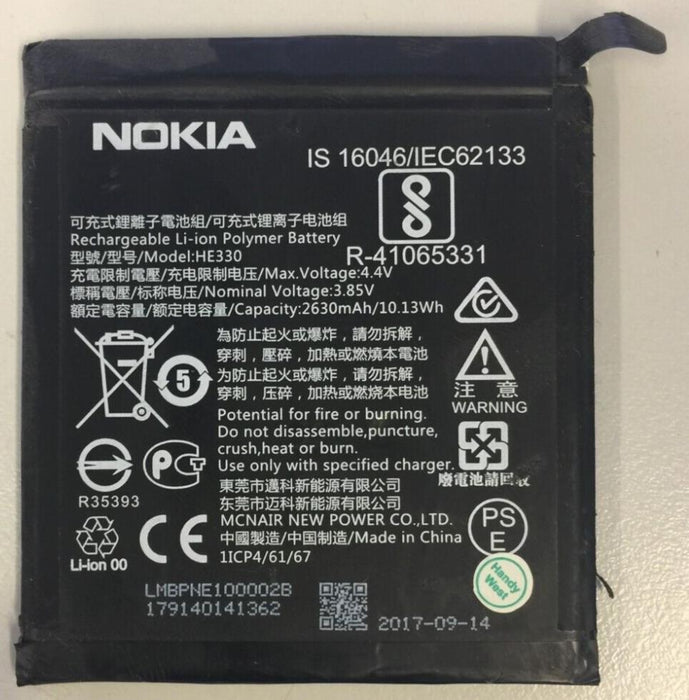 NOKIA
IS 16046/IEC62133
R-41065331
可充式鋰離子電池組/可充式锂离子电池组
Rechargeable Li-ion Polymer Battery
型號/型号/Model:HE330
充電限制電壓/充电限制电压/Max.Voltage:4.4V
標稱電壓/标称电压/Nominal Voltage:3.85V
額定電容量/额定电容量/Capacity:2630mAh/10.13Wh
為防止起火或爆炸，請勿拆解，
穿刺，壓碎，加熱或燃燒本電池
为防止起火或爆炸，请勿拆解，
穿刺，压碎，加热或燃烧本电池
5
Potential for fire or burning.
Do not disassemble,puncture,
crush,heat or burn.
Use only with specified charger.
注 意
WARNING
廢電池請回收
R35393
PCT
東莞市邁科新能源有限公司
东莞市迈科新能源有限公司
MCNAIR NEW POWER CO.,LTD.
中國製造/中国制造/Made in China
1ICP4/61/67
Li-ion 00
CE
PS
E
Handy
West
LMBPNE100002B
179140141362
2017-09-14